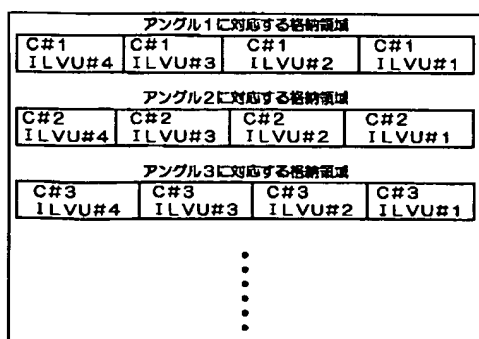 アングル1に対応する格納領域
C#1 C#1 C#1 C#1
ILVU#4 ILVU#3 ILVU#2 ILVU#1
アングル2に対応する格納領域
C#2 C#2 C#2 C#2
ILVU#4 ILVU#3 ILVU#2 ILVU#1
アングル3に対応する格納領域
C#3 C#3 C#3 C#3
ILVU#4 ILVU#3 ILVU#2 ILVU#1